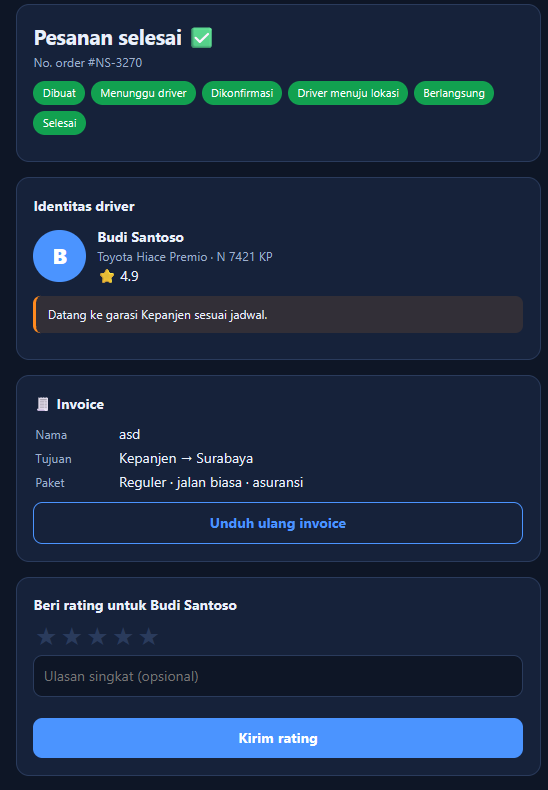 Pesanan selesai ✅
No. order #NS-3270
Dibuat Menunggu driver Dikonfirmasi Driver menuju lokasi Berlangsung
Selesai
Identitas driver
B
Budi Santoso
Toyota Hiace Premio · N 7421 KP
⭐ 4.9
Datang ke garasi Kepanjen sesuai jadwal.
🧾 Invoice
Nama asd
Tujuan Kepanjen → Surabaya
Paket Reguler · jalan biasa · asuransi
Unduh ulang invoice
Beri rating untuk Budi Santoso
★ ★ ★ ★ ★
Ulasan singkat (opsional)
Kirim rating